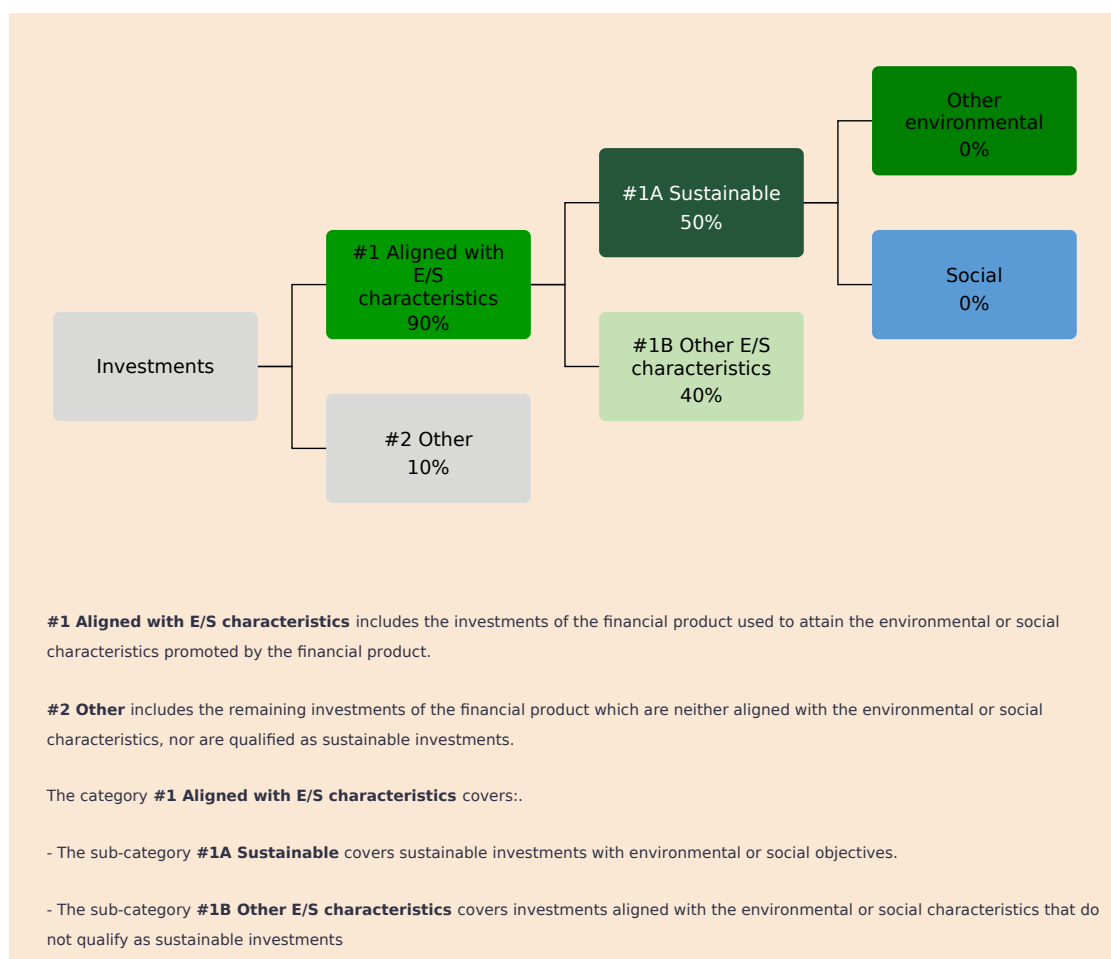 Other
environmental
0%
#1A Sustainable
50%
#1 Aligned with
E/S
characteristics
90%
Social
0%
Investments
#1B Other E/S
characteristics
40%
#2 Other
10%
#1 Aligned with E/S characteristics includes the investments of the financial product used to attain the environmental or social
characteristics promoted by the financial product.
#2 Other includes the remaining investments of the financial product which are neither aligned with the environmental or social
characteristics, nor are qualified as sustainable investments.
The category #1 Aligned with E/S characteristics covers:.
- The sub-category #1A Sustainable covers sustainable investments with environmental or social objectives.
- The sub-category #1B Other E/S characteristics covers investments aligned with the environmental or social characteristics that do
not qualify as sustainable investments